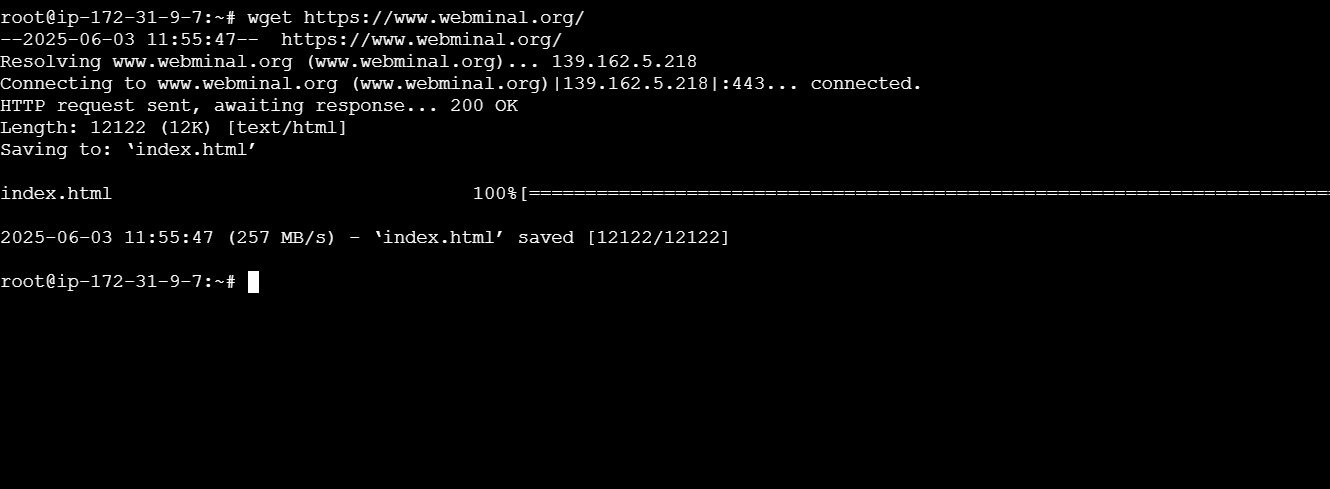 root@ip-172-31-9-7:~# wget https://www.webminal.org/
--2025-06-03 11:55:47--  https://www.webminal.org/
Resolving www.webminal.org (www.webminal.org)... 139.162.5.218
Connecting to www.webminal.org (www.webminal.org)|139.162.5.218|:443... connected.
HTTP request sent, awaiting response... 200 OK
Length: 12122 (12K) [text/html]
Saving to: ‘index.html’
index.html                                100%[========================================================================
2025-06-03 11:55:47 (257 MB/s) - ‘index.html’ saved [12122/12122]
root@ip-172-31-9-7:~#